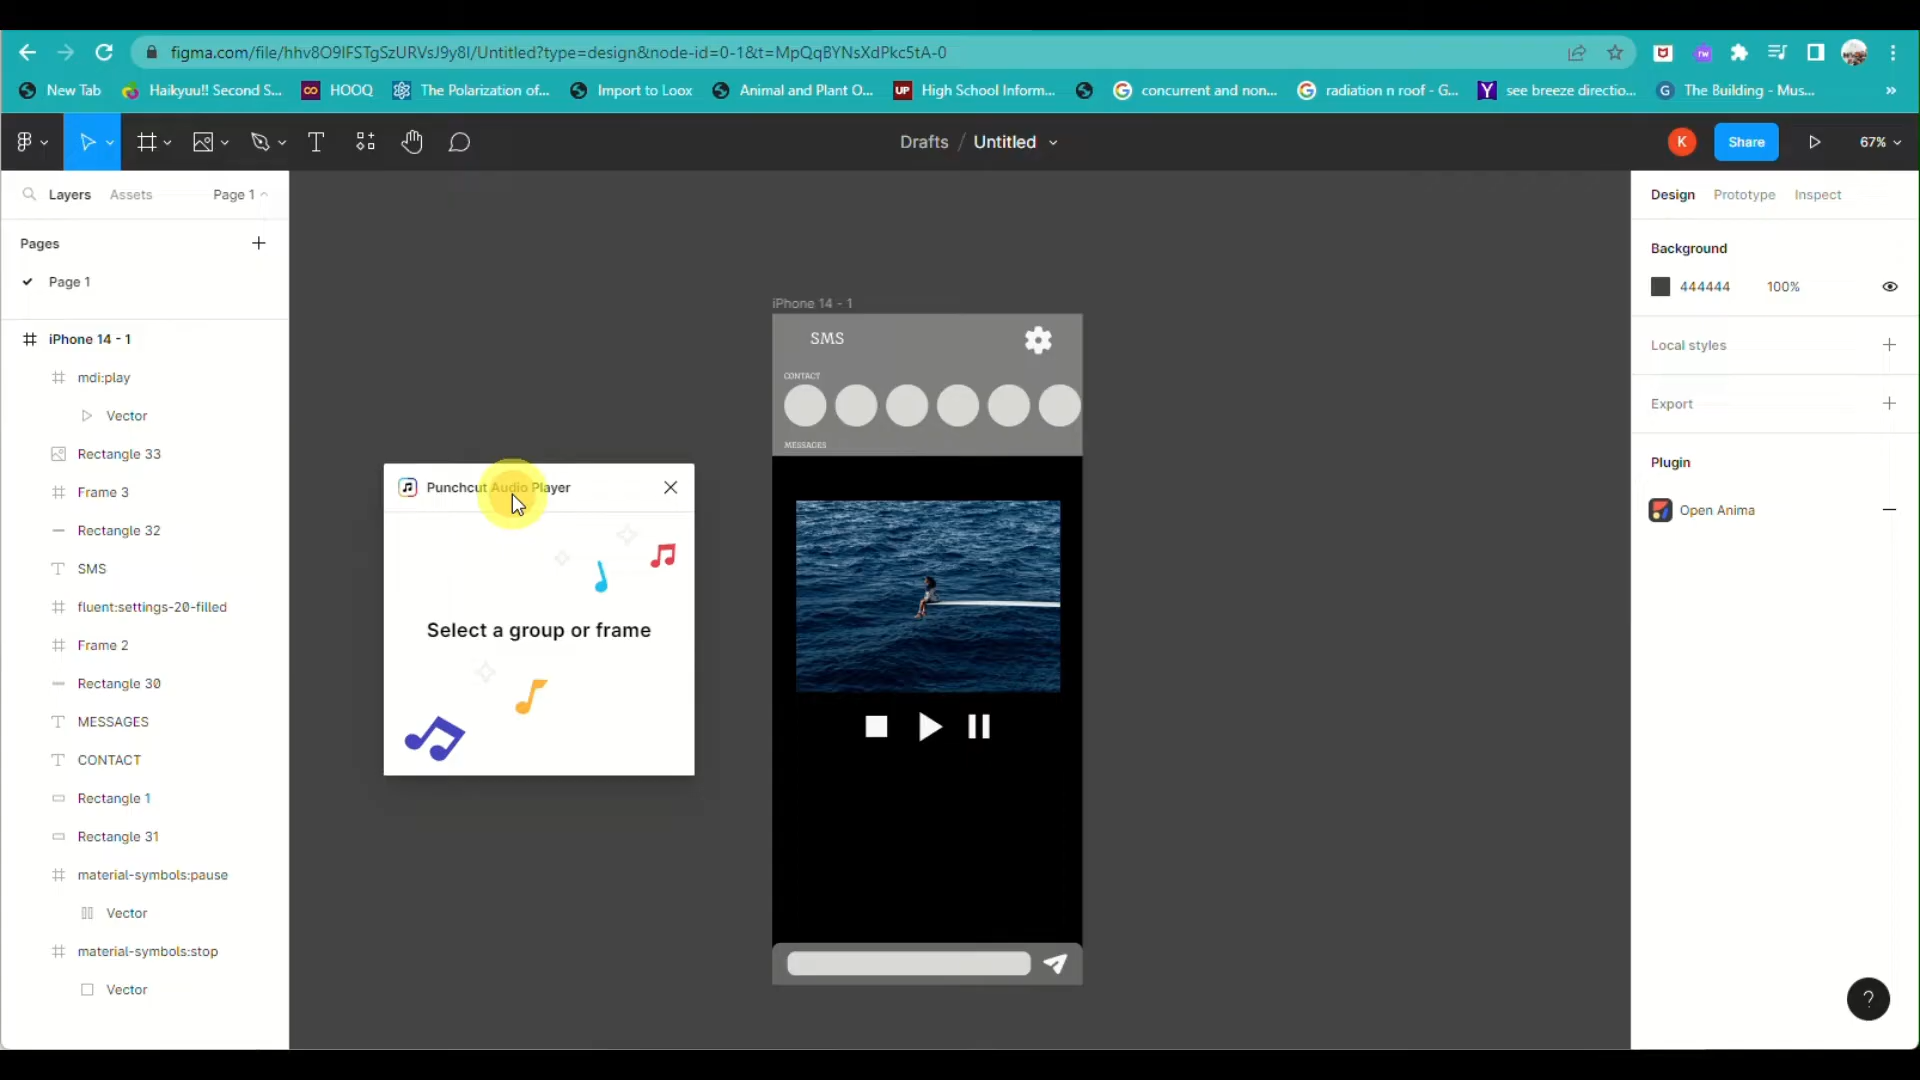 figma.com/file/hhv8O9IFSTgSzURVsJ9y8I/Untitled?type=design&node-id=0-1&t=MpQqBYNsXdPkc5tA-0
New Tab
Haikyuu!! Second S...
HOOQ
The Polarization of...
Import to Loox
Animal and Plant O...
UP
High School Inform...
concurrent and non...
radiation n roof - G...
see breeze directio...
The Building - Mus...
Drafts / Untitled
K
Share
67%
Layers
Assets
Page 1
Design
Prototype
Inspect
Pages
Page 1
Background
444444
100%
Local styles
Export
Plugin
Open Anima
iPhone 14 - 1
mdi:play
Vector
Rectangle 33
Frame 3
Rectangle 32
SMS
fluent:settings-20-filled
Frame 2
Rectangle 30
MESSAGES
CONTACT
Rectangle 1
Rectangle 31
material-symbols:pause
Vector
material-symbols:stop
Vector
Punchcut Audio Player
Select a group or frame
iPhone 14 - 1
SMS
CONTACT
MESSAGES
?